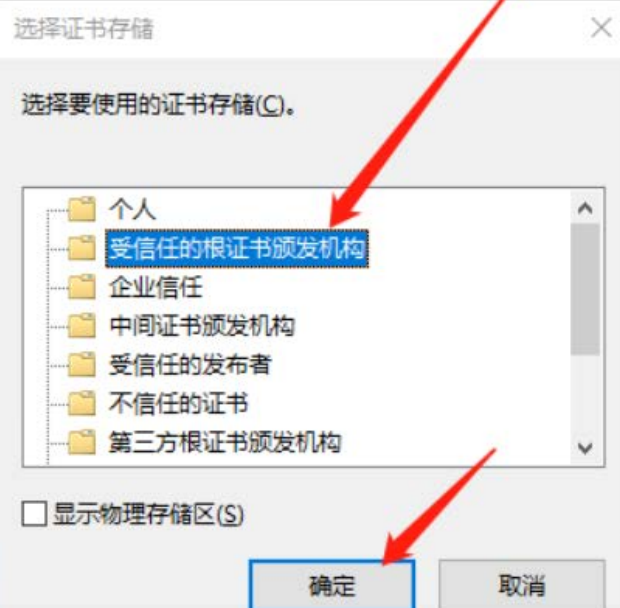 选择证书存储
选择要使用的证书存储(C)。
个人
受信任的根证书颁发机构
企业信任
中间证书颁发机构
受信任的发布者
不信任的证书
第三方根证书颁发机构
显示物理存储区(S)
确定 取消